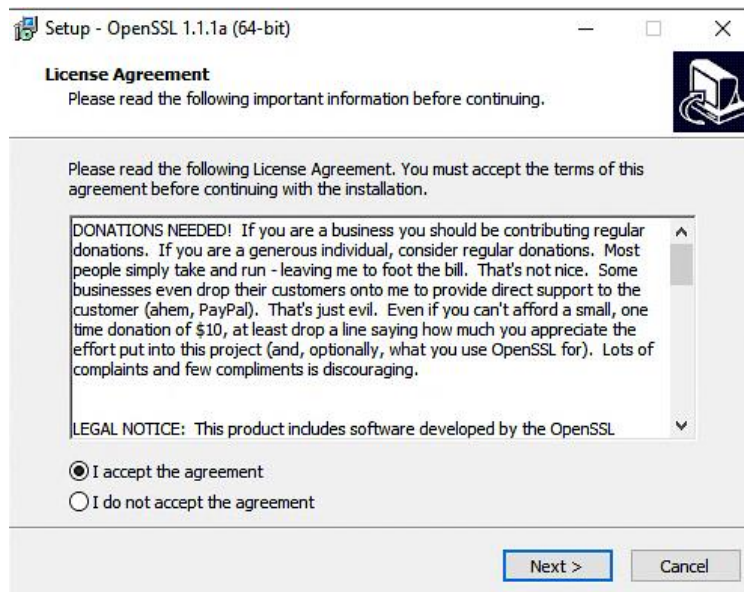 Setup - OpenSSL 1.1.1a (64-bit)
License Agreement
Please read the following important information before continuing.
Please read the following License Agreement. You must accept the terms of this
agreement before continuing with the installation.
DONATIONS NEEDED!  If you are a business you should be contributing regular
donations.  If you are a generous individual, consider regular donations.  Most
people simply take and run - leaving me to foot the bill.  That's not nice.  Some
businesses even drop their customers onto me to provide direct support to the
customer (ahem, PayPal).  That's just evil.  Even if you can't afford a small, one
time donation of $10, at least drop a line saying how much you appreciate the
effort put into this project (and, optionally, what you use OpenSSL for).  Lots of
complaints and few compliments is discouraging.
LEGAL NOTICE:  This product includes software developed by the OpenSSL
I accept the agreement
I do not accept the agreement
Next >
Cancel